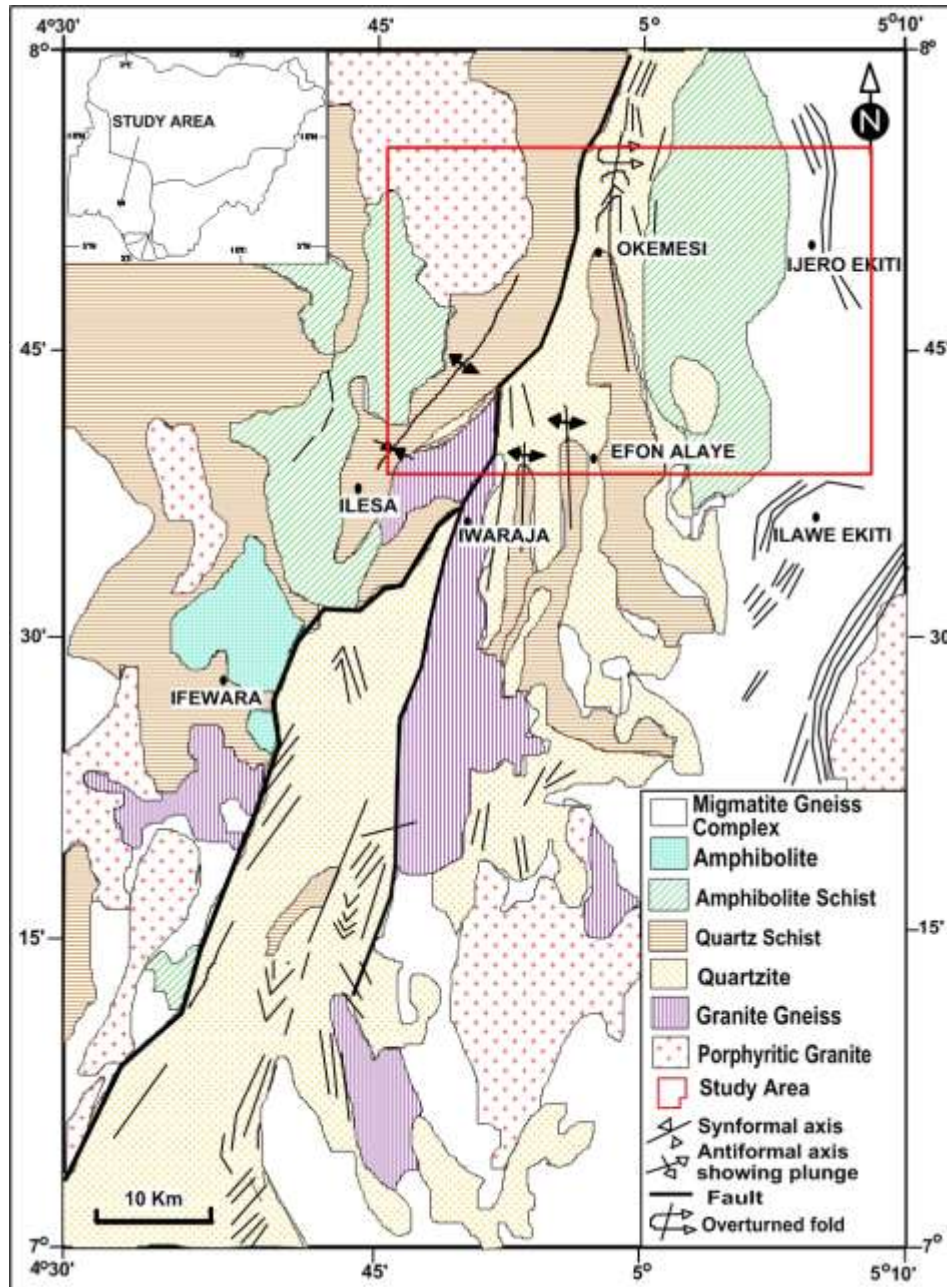 4°30' 45' 5° 5°10'
8° 8°
STUDY AREA
N
OKEMESI
IJERO EKITI
45' 45'
EFON ALAYE
ILESA
IWARAJA
ILAWE EKITI
30' 30'
IFEWARA
Migmatite Gneiss
Complex
Amphibolite
Amphibolite Schist
Quartz Schist
15' 15'
Quartzite
Granite Gneiss
Porphyritic Granite
Study Area
Synformal axis
Antiformal axis
showing plunge
Fault
Overturned fold
10 Km
7° 7°
4°30' 45' 5° 5°10'